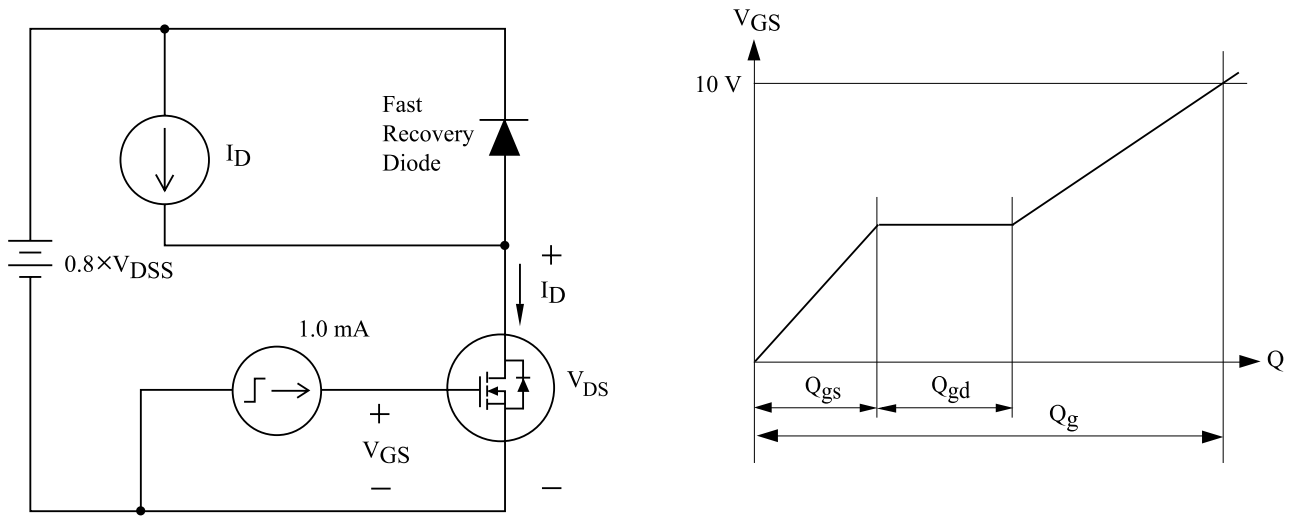 Fast
Recovery
Diode
I_D
0.8×V_DSS
+
I_D
1.0 mA
V_DS
+
V_GS
−
−
V_GS
10 V
Q
Q_gs
Q_gd
Q_g